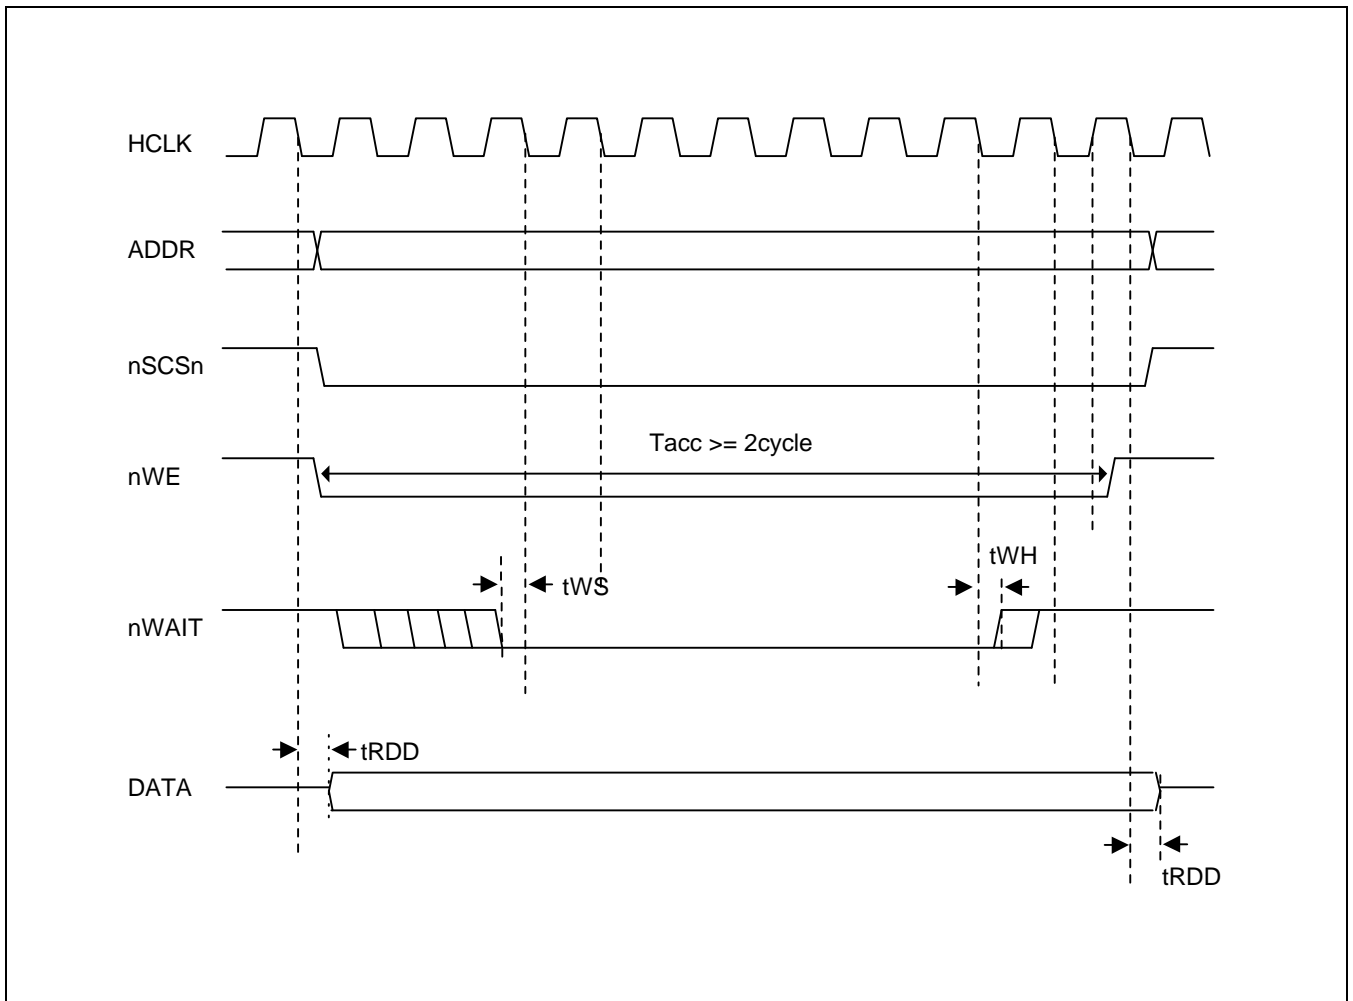 HCLK
ADDR
nSCSn
Tacc >= 2cycle
nWE
tWH
tWS
nWAIT
tRDD
DATA
tRDD